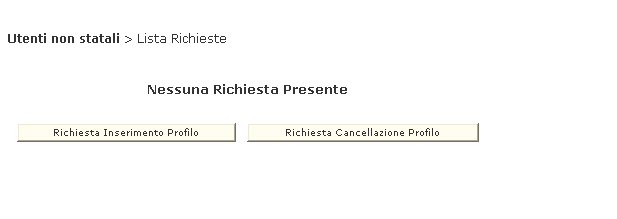 Utenti non statali > Lista Richieste
Nessuna Richiesta Presente
Richiesta Inserimento Profilo
Richiesta Cancellazione Profilo